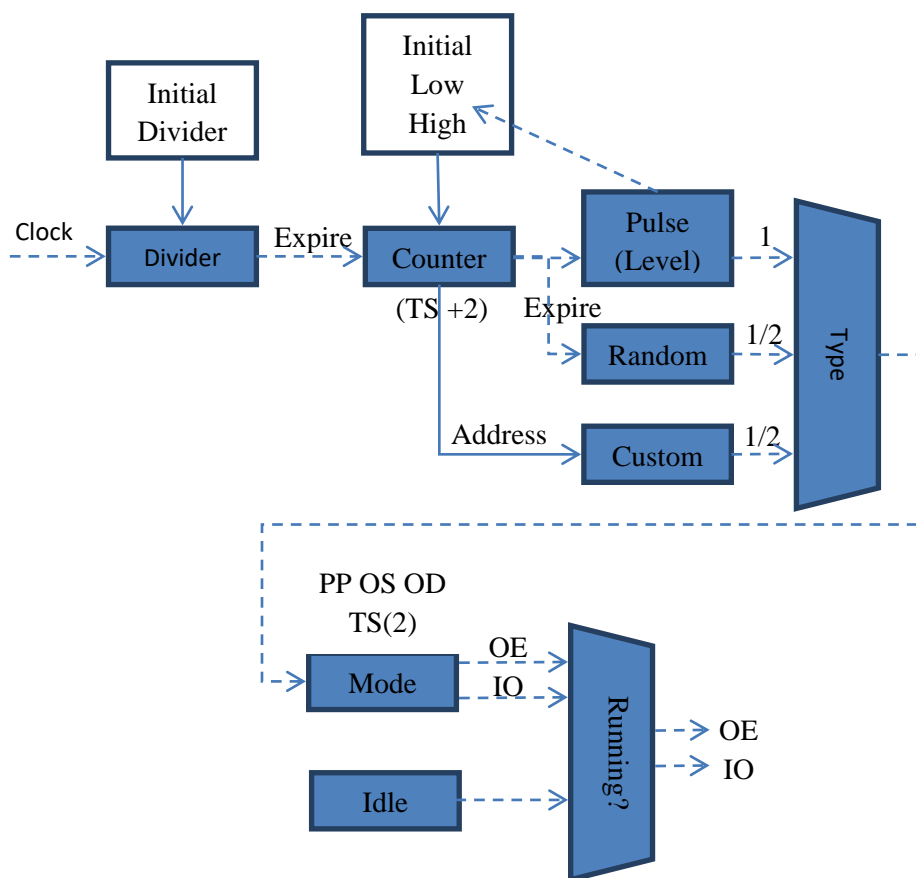 Initial
Divider
Initial
Low
High
Clock
Divider
Expire
Counter
(TS +2)
Expire
Pulse
(Level)
1
Random
1/2
Address
Custom
1/2
Type
PP OS OD
TS(2)
Mode
OE
IO
Idle
Running?
OE
IO